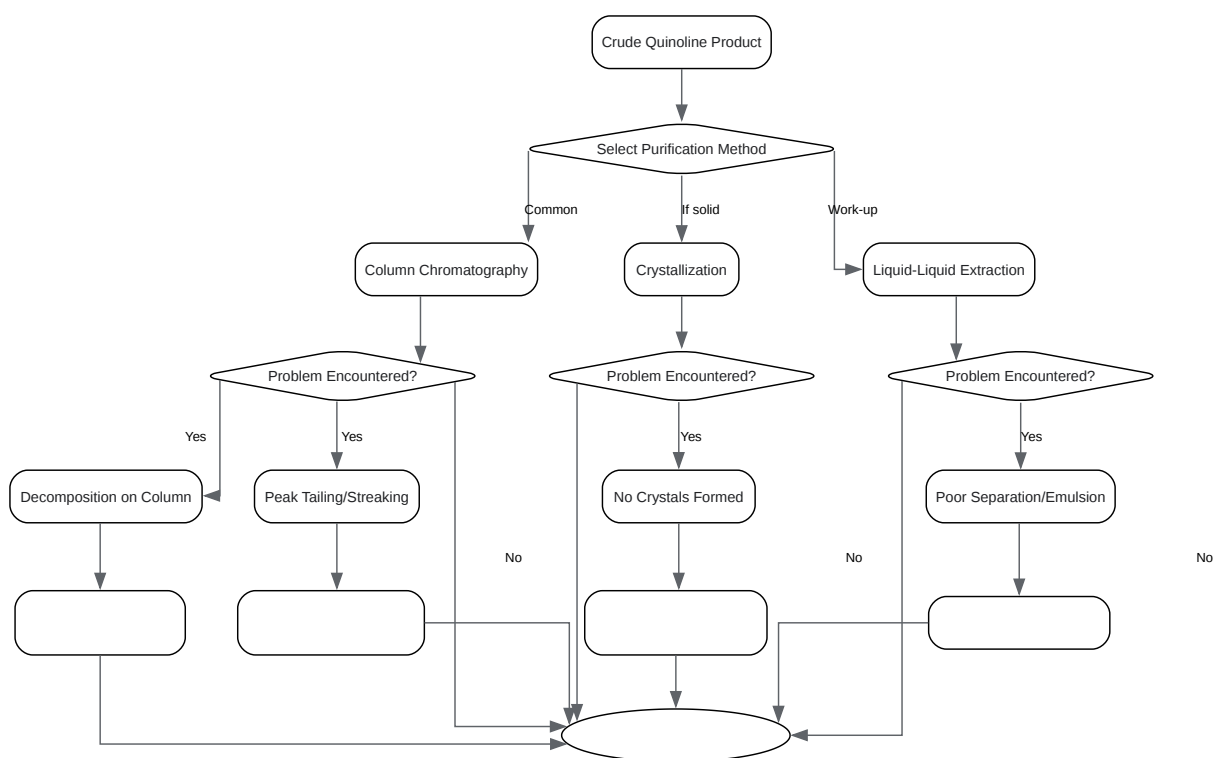 Crude Quinoline Product
Select Purification Method
Common
If solid
Work-up
Column Chromatography
Crystallization
Liquid-Liquid Extraction
Problem Encountered?
Problem Encountered?
Problem Encountered?
Yes
Yes
Yes
Yes
Decomposition on Column
Peak Tailing/Streaking
No Crystals Formed
Poor Separation/Emulsion
No
No
No